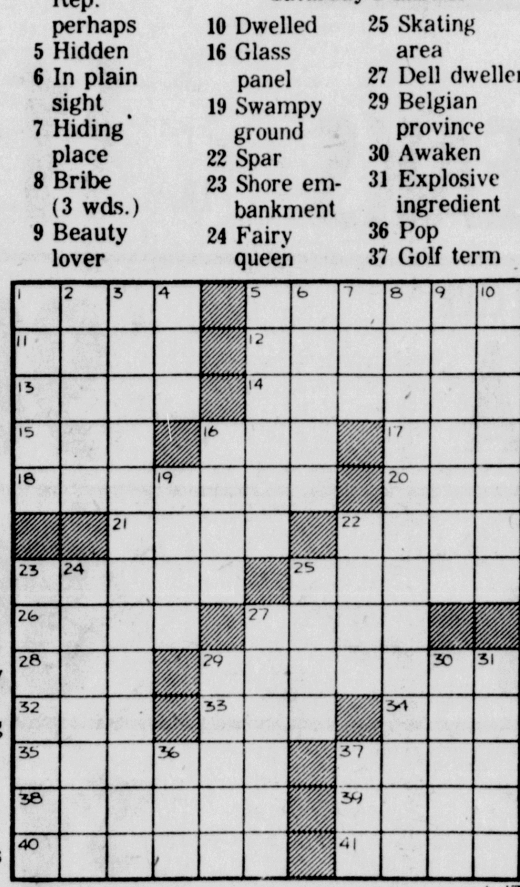 Rep.
perhaps
5 Hidden
6 In plain
sight
7 Hiding
place
8 Bribe
(3 wds.)
9 Beauty
lover
10 Dwelled
16 Glass
panel
19 Swampy
ground
22 Spar
23 Shore em-
bankment
24 Fairy
queen
25 Skating
area
27 Dell dweller
29 Belgian
province
30 Awaken
31 Explosive
ingredient
36 Pop
37 Golf term
1 2 3 4 5 6 7 8 9 10
11 12
13 14
15 16 17
18 19 20
21 22
23 24 25
26 27
28 29 30 31
32 33 34
35 36 37
38 39
40 41